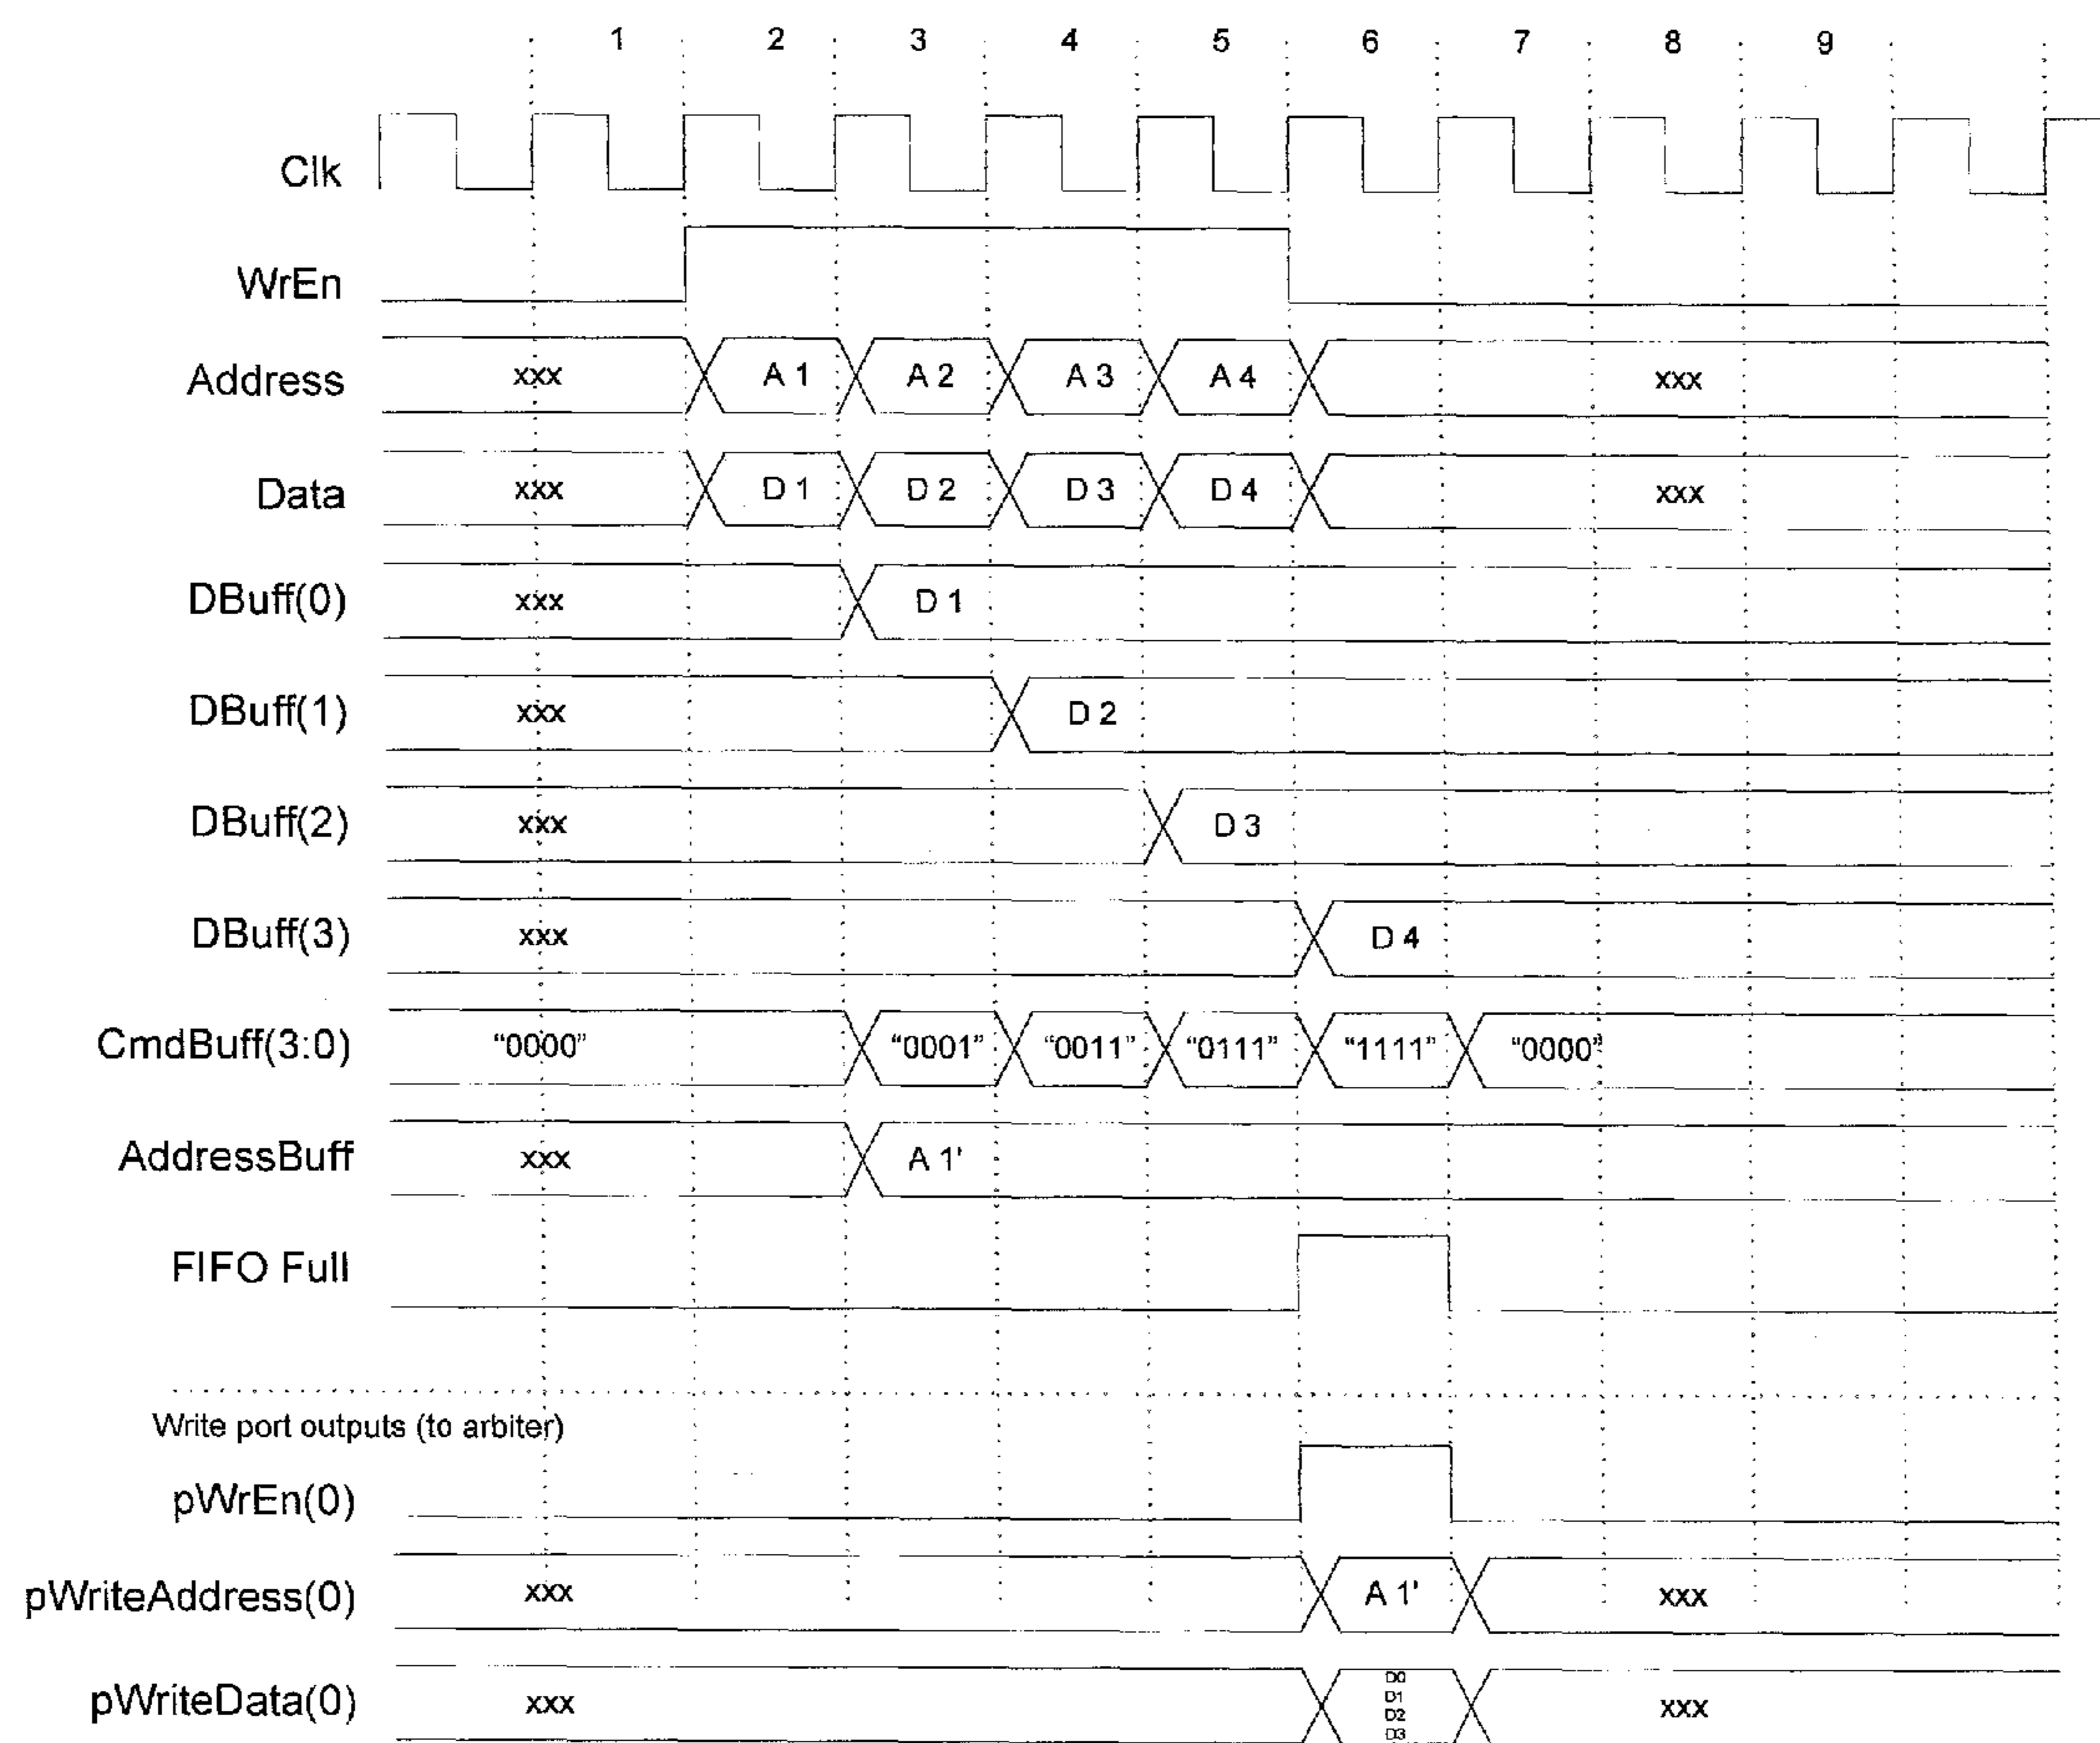 1 2 3 4 5 6 7 8 9
Clk
WrEn
Address xxx A 1 A 2 A 3 A 4 xxx
Data xxx D 1 D 2 D 3 D 4 xxx
DBuff(0) xxx D 1
DBuff(1) xxx D 2
DBuff(2) xxx D 3
DBuff(3) xxx D 4
CmdBuff(3:0) "0000" "0001" "0011" "0111" "1111" "0000"
AddressBuff xxx A 1'
FIFO Full
Write port outputs (to arbiter)
pWrEn(0)
pWriteAddress(0) xxx A 1' xxx
D0
D1
pWriteData(0) xxx xxx
D2
D3